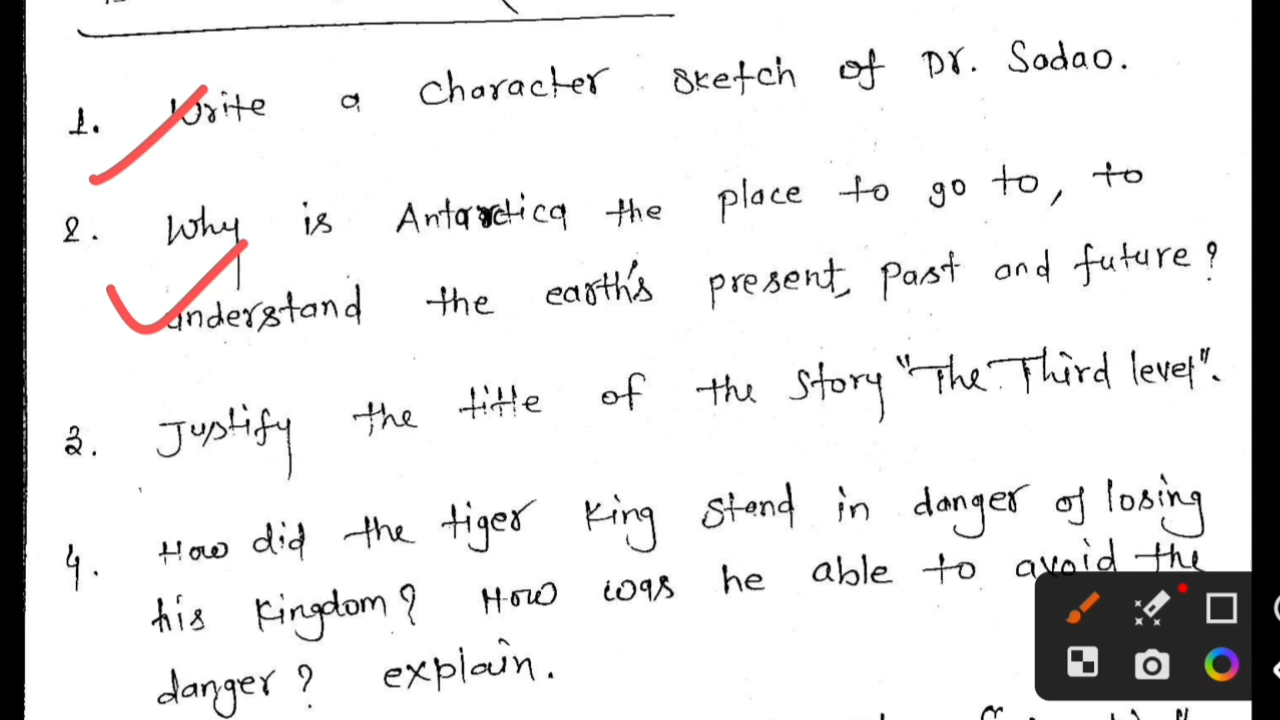 1. Write a character sketch of Dr. Sadao.
2. Why is Antarctica the place to go to, to
understand the earth's present, past and future?
3. Justify the title of the story "The Third level".
4. How did the tiger king stand in danger of losing
his kingdom? How was he able to avoid the
danger? explain.